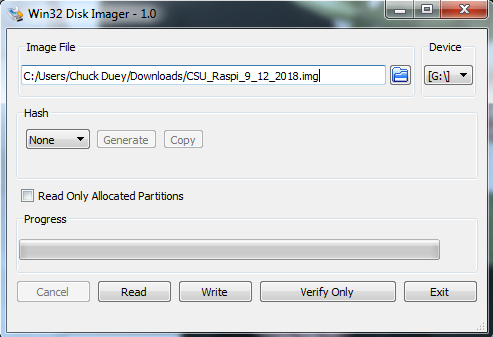 Win32 Disk Imager - 1.0
Image File
Device
C:/Users/Chuck Duey/Downloads/CSU_Raspi_9_12_2018.img
[G:\]
Hash
None
Generate
Copy
Read Only Allocated Partitions
Progress
Cancel
Read
Write
Verify Only
Exit